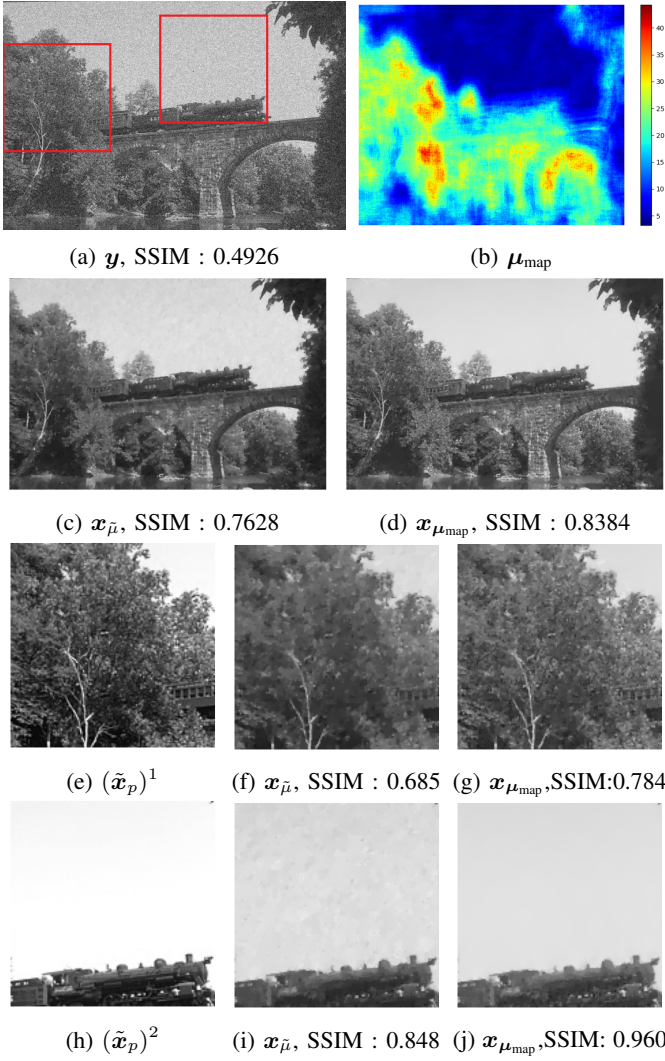 40
35
30
25
20
15
10
5
(a) y, SSIM : 0.4926
(b) μmap
(c) xμ̃, SSIM : 0.7628
(d) xμmap, SSIM : 0.8384
(e) (x̃p)¹
(f) xμ̃, SSIM : 0.685
(g) xμmap,SSIM:0.784
(h) (x̃p)²
(i) xμ̃, SSIM : 0.848
(j) xμmap,SSIM: 0.960